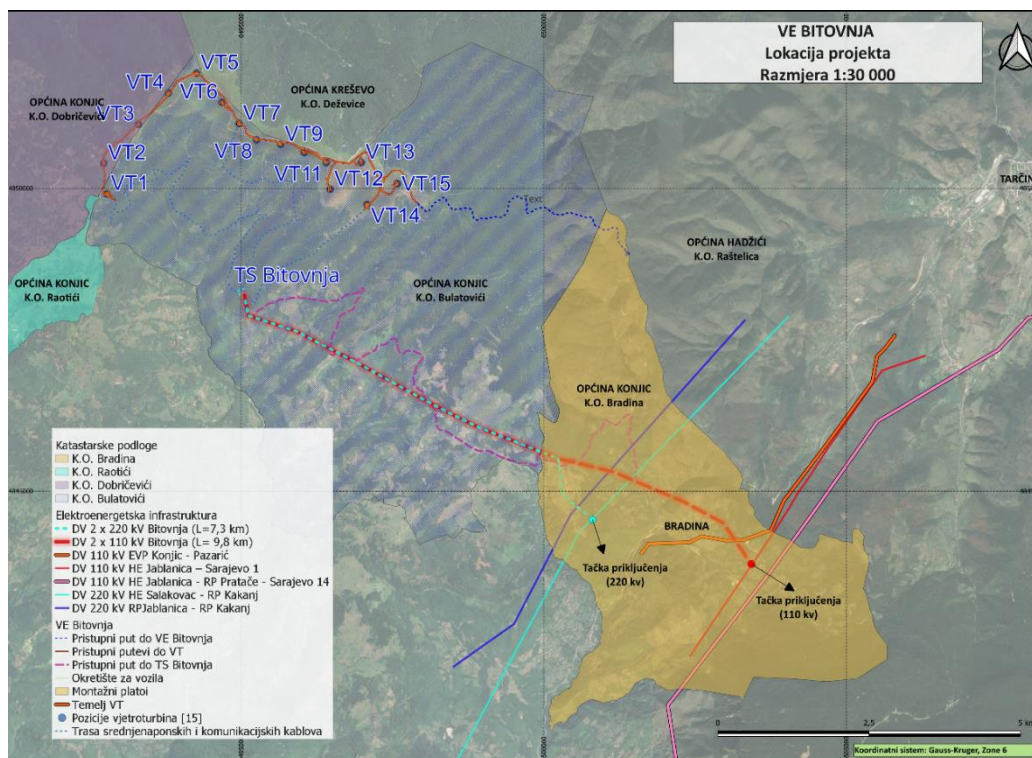 VE BITOVNJA
Lokacija projekta
Razmjera 1:30 000
VT5
VT4
VT6
OPĆINA KREŠEVO
K.O. Deževice
OPĆINA KONJIC
K.O. Dobričevići
VT3
VT7
VT9
VT8
VT13
VT2
VT11
VT12
VT15
VT1
VT14
Text
TARČIN
OPĆINA HADŽIĆI
K.O. Raštelica
TS Bitovnja
OPĆINA KONJIC
K.O. Raotići
OPĆINA KONJIC
K.O. Bulatovići
OPĆINA KONJIC
K.O. Bradina
BRADINA
Tačka priključenja
(220 kv)
Tačka priključenja
(110 kv)
Katastarske podloge
K.O. Bradina
K.O. Raotići
K.O. Dobričevići
K.O. Bulatovići
Elektroenergetska infrastruktura
DV 2 x 220 kV Bitovnja (L=7,3 km)
DV 2 x 110 kV Bitovnja (L= 9,8 km)
DV 110 kV EVP Konjic - Pazarić
DV 110 kV HE Jablanica – Sarajevo 1
DV 110 kV HE Jablanica - RP Pratače - Sarajevo 14
DV 220 kV HE Salakovac - RP Kakanj
DV 220 kV RPJablanica - RP Kakanj
VE Bitovnja
Pristupni put do VE Bitovnja
Pristupni putevi do VT
Pristupni put do TS Bitovnja
Okretište za vozila
Montažni platoi
Temelj VT
Pozicije vjetroturbina [15]
Trasa srednjenaponskih i komunikacijskih kablova
0 2,5 5 km
Koordinatni sistem: Gauss-Kruger, Zone 6